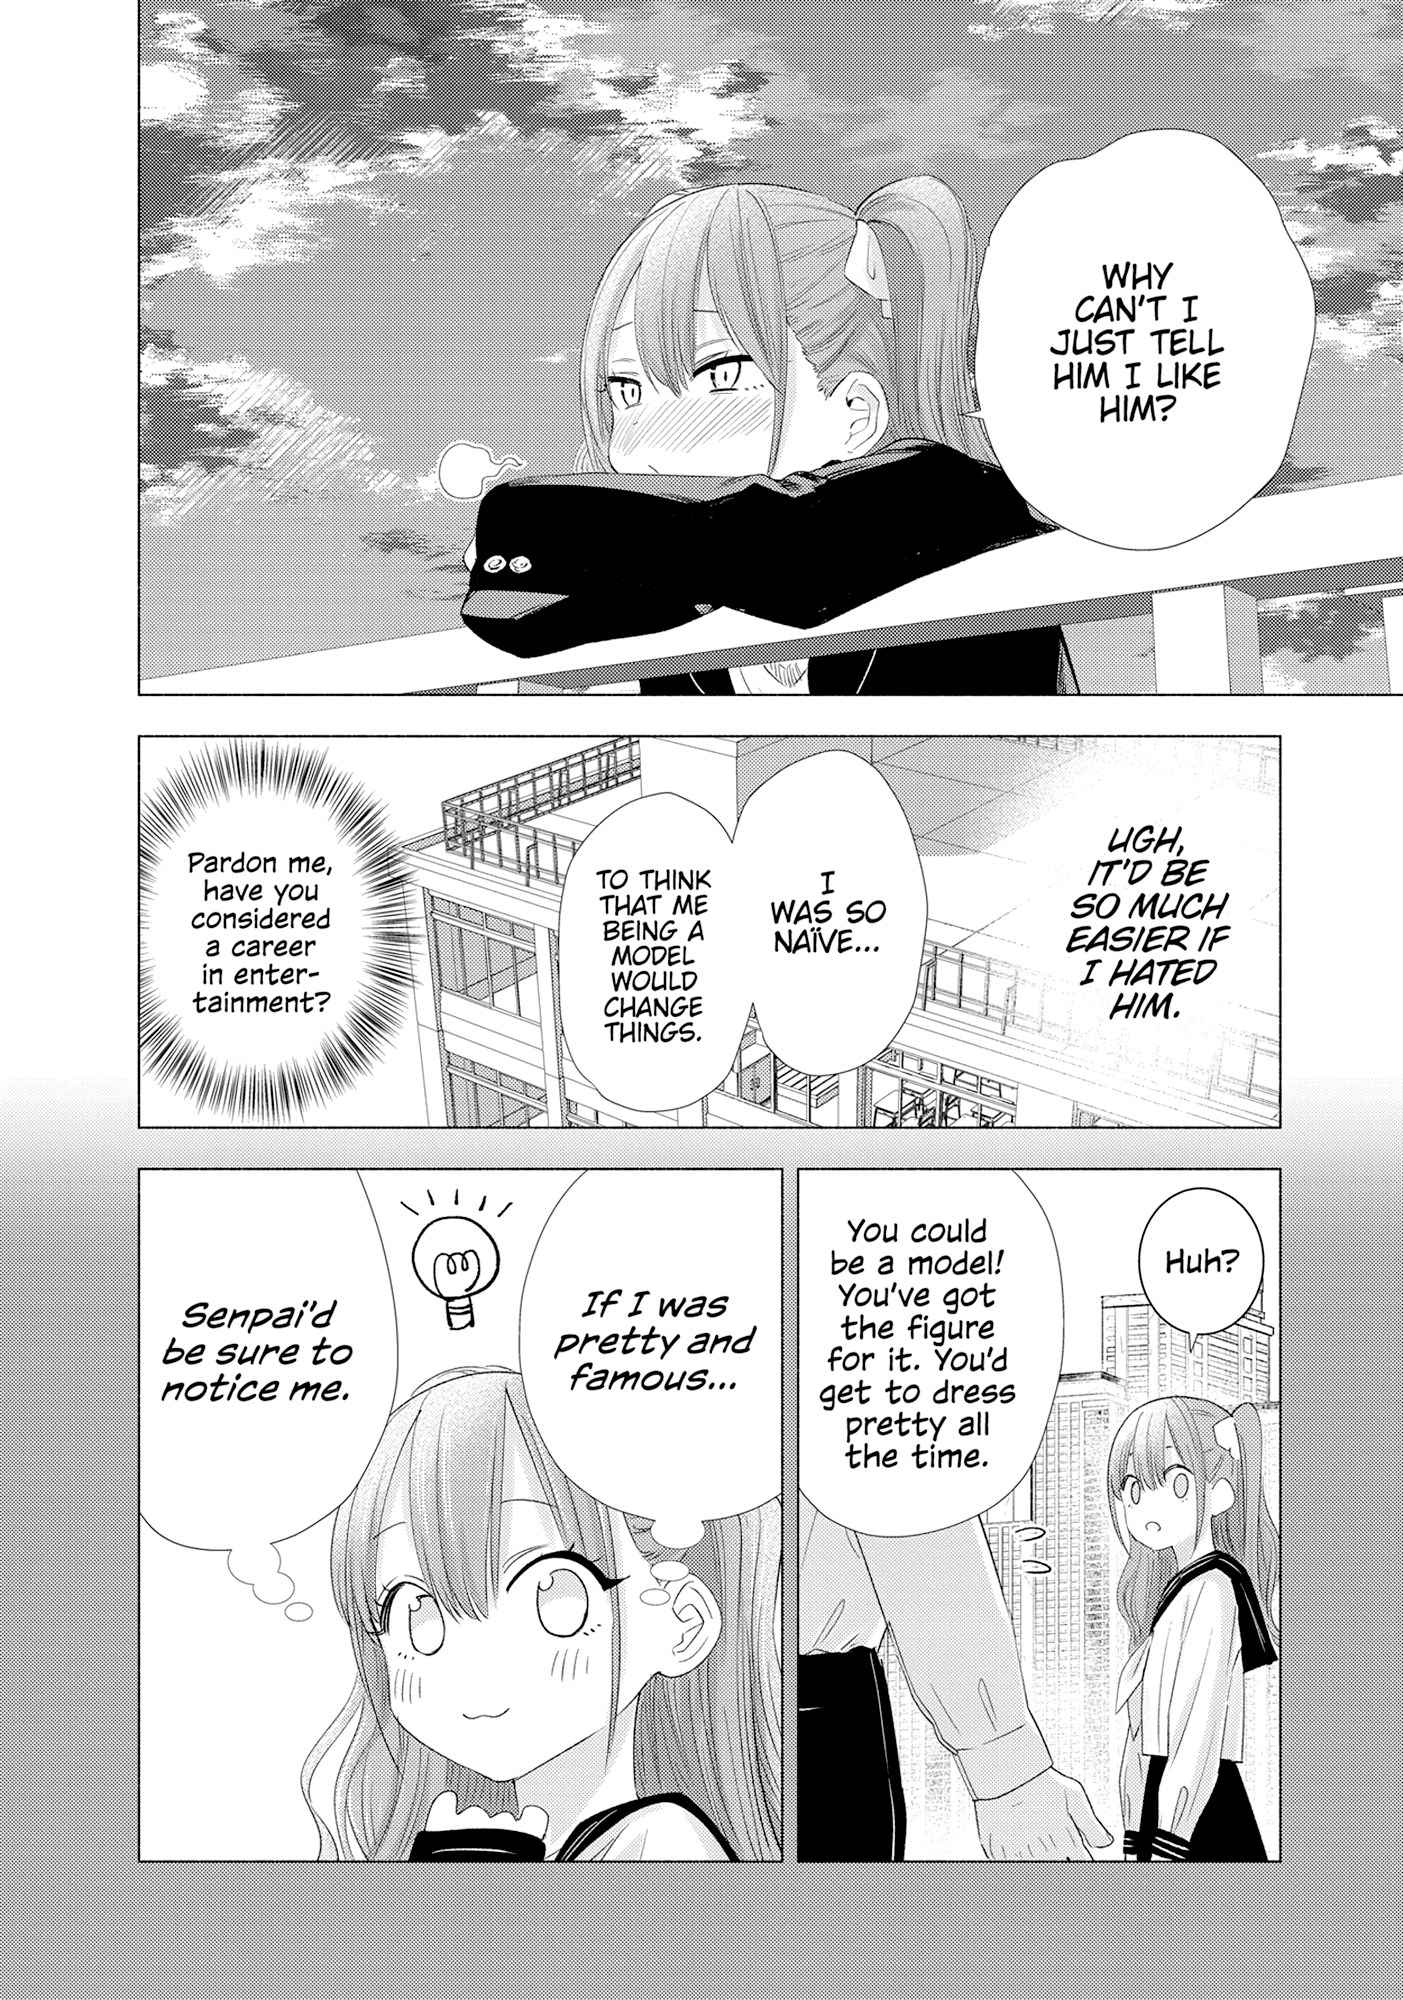 WHY
CAN'T I
JUST TELL
HIM I LIKE
HIM?
UGH,
IT'D BE
SO MUCH
EASIER IF
I HATED
HIM.
I
WAS SO
NAÏVE...
TO THINK
THAT ME
BEING A
MODEL
WOULD
CHANGE
THINGS.
Pardon me,
have you
considered
a career
in enter-
tainment?
Huh?
You could
be a model!
You've got
the figure
for it. You'd
get to dress
pretty all
the time.
If I was
pretty and
famous...
Senpai'd
be sure to
notice me.